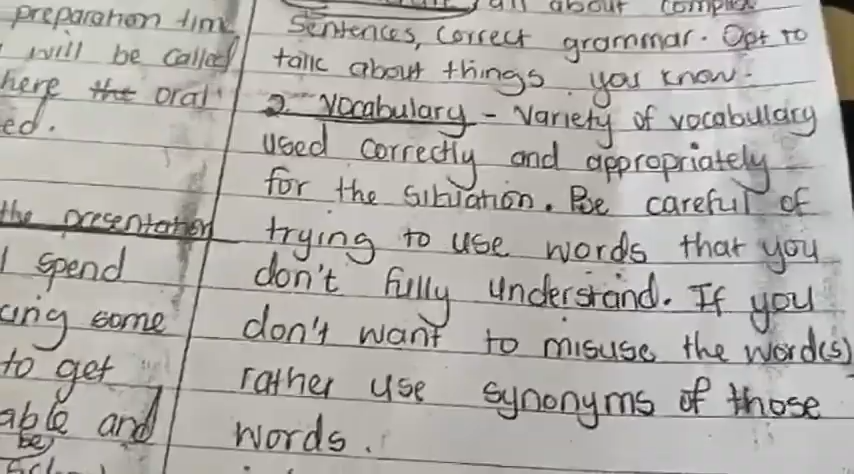 preparation time
will be called
here the oral
ed.
the presentation
I spend
some
to get
able and
be
all about complex
Sentences, correct grammar. Opt to
talk about things you know.
2. Vocabulary - Variety of vocabulary
used correctly and appropriately
for the situation. Be careful of
trying to use words that you
don't fully understand. If you
don't want to misuse the word(s)
rather use synonyms of those
words.